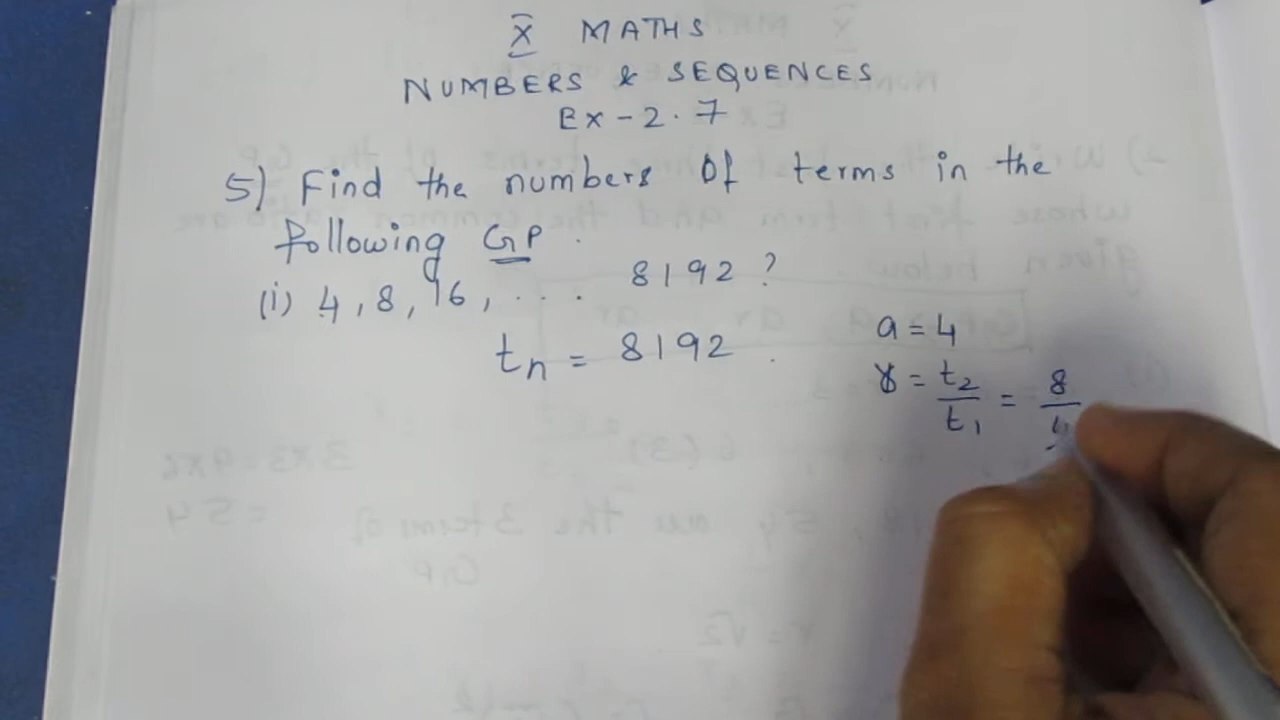 X MATHS
NUMBERS & SEQUENCES
Ex - 2.7
5) Find the numbers of terms in the
following GP.
(i) 4, 8, 16, ... 8192 ?
tn = 8192.
a = 4
r = t2/t1 = 8/4